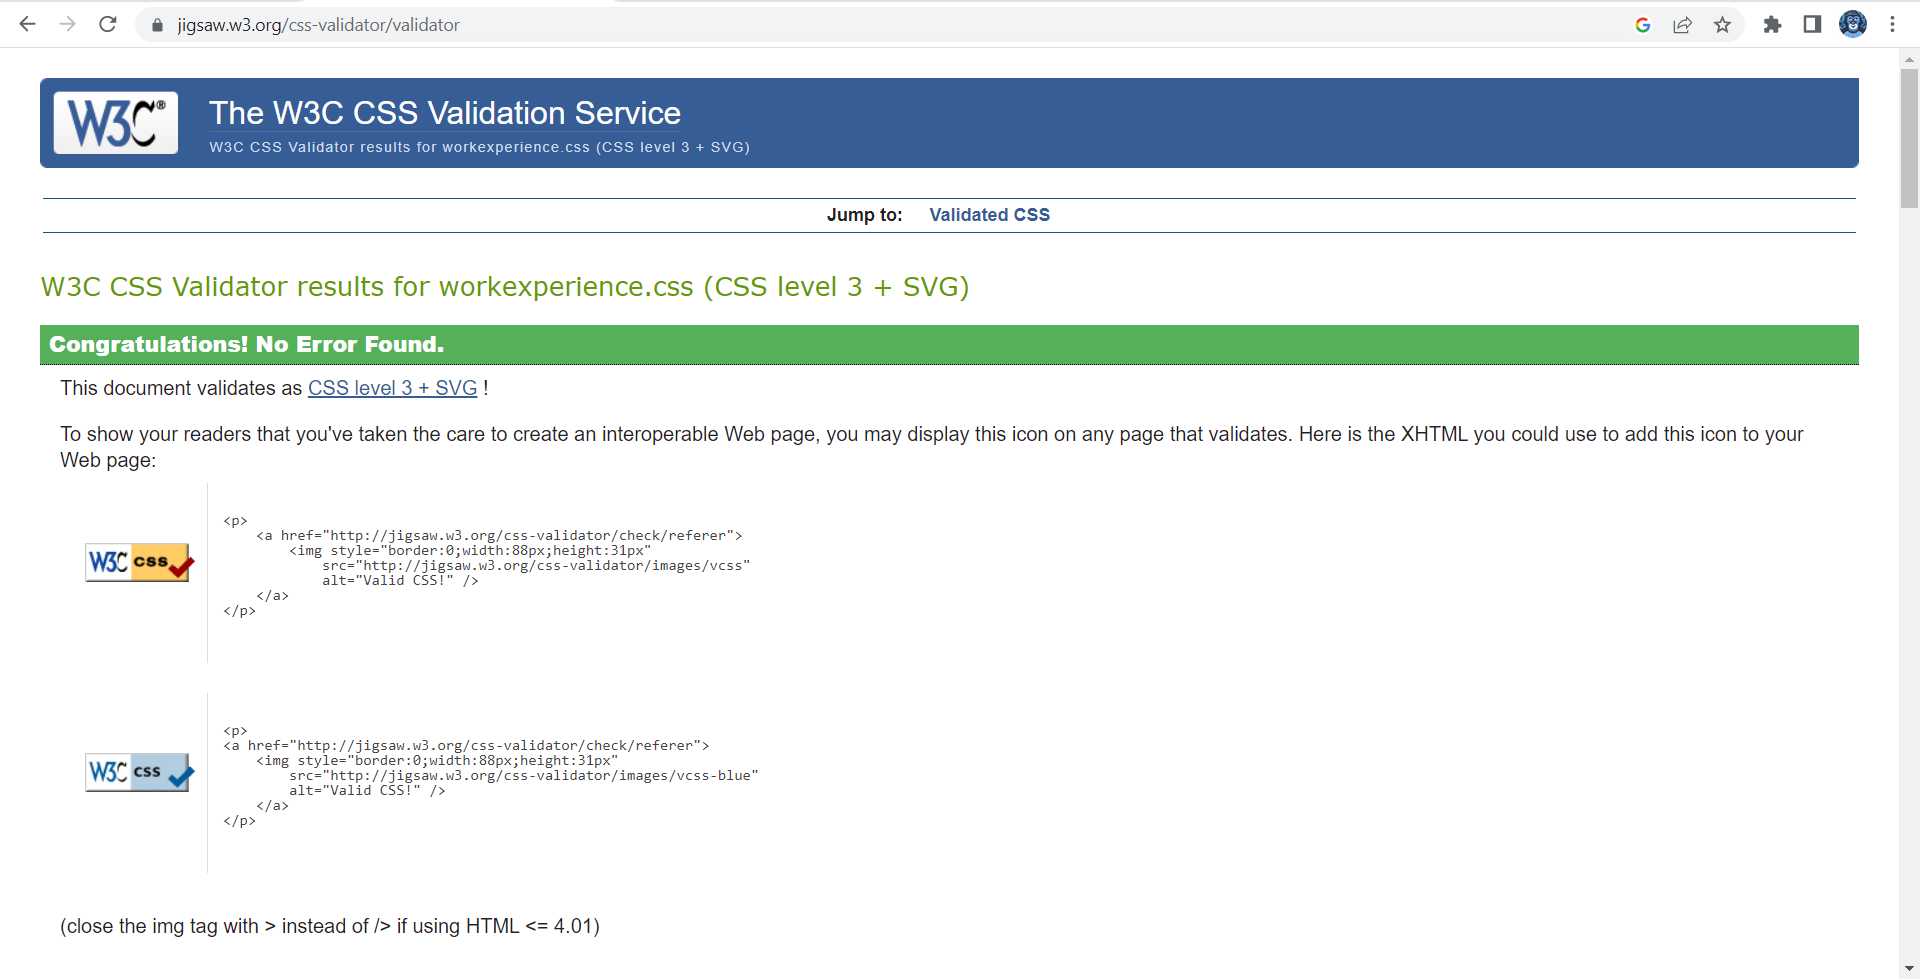 jigsaw.w3.org/css-validator/validator
W3C®
The W3C CSS Validation Service
W3C CSS Validator results for workexperience.css (CSS level 3 + SVG)
Jump to: Validated CSS
W3C CSS Validator results for workexperience.css (CSS level 3 + SVG)
Congratulations! No Error Found.
This document validates as CSS level 3 + SVG !
To show your readers that you've taken the care to create an interoperable Web page, you may display this icon on any page that validates. Here is the XHTML you could use to add this icon to your
Web page:
W3C css
<p>
    <a href="http://jigsaw.w3.org/css-validator/check/referer">
        <img style="border:0;width:88px;height:31px"
            src="http://jigsaw.w3.org/css-validator/images/vcss"
            alt="Valid CSS!" />
    </a>
</p>
W3C css
<p>
<a href="http://jigsaw.w3.org/css-validator/check/referer">
    <img style="border:0;width:88px;height:31px"
        src="http://jigsaw.w3.org/css-validator/images/vcss-blue"
        alt="Valid CSS!" />
    </a>
</p>
(close the img tag with > instead of /> if using HTML <= 4.01)